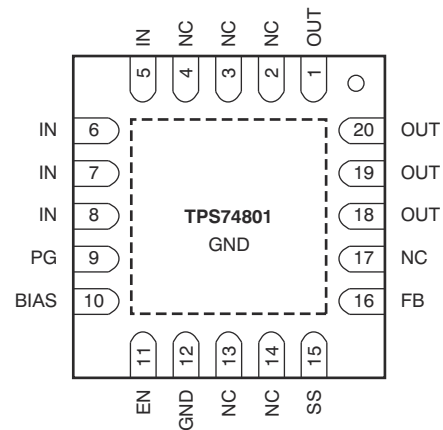 IN
NC
NC
NC
OUT
5
4
3
2
1
IN 6
20 OUT
IN 7
19 OUT
IN 8
18 OUT
PG 9
17 NC
BIAS 10
16 FB
TPS74801
GND
11
12
13
14
15
EN
GND
NC
NC
SS